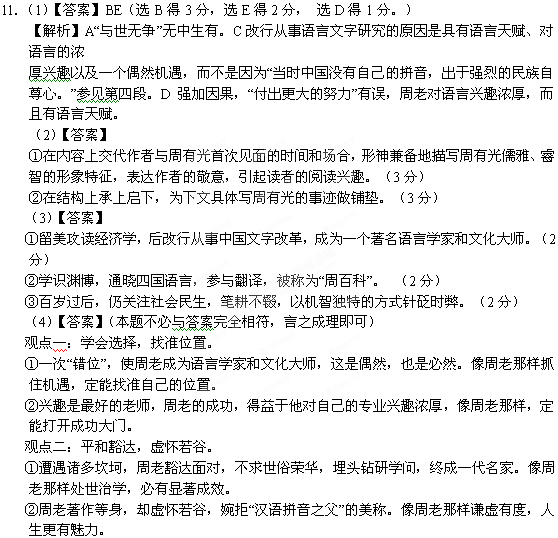 11.（1）【答案】BE（选 B 得 3 分，选 E 得 2 分， 选 D 得 1 分。）
【解析】A“与世无争”无中生有。C 改行从事语言文字研究的原因是具有语言天赋、对
语言的浓
厚兴趣以及一个偶然机遇，而不是因为“当时中国没有自己的拼音，出于强烈的民族自
尊心。”参见第四段。D 强加因果，“付出更大的努力”有误，周老对语言兴趣浓厚，而
且有语言天赋。
（2）【答案】
①在内容上交代作者与周有光首次见面的时间和场合，形神兼备地描写周有光儒雅、睿
智的形象特征，表达作者的敬意，引起读者的阅读兴趣。（3 分）
②在结构上承上启下，为下文具体写周有光的事迹做铺垫。（3 分）
（3）【答案】
①留美攻读经济学，后改行从事中国文字改革，成为一个著名语言学家和文化大师。（2
分）
②学识渊博，通晓四国语言，参与翻译，被称为“周百科”。 （2 分）
③百岁过后，仍关注社会民生，笔耕不辍，以机智独特的方式针砭时弊。（2 分）
（4）【答案】（本题不必与答案完全相符，言之成理即可）
观点一：学会选择，找准位置。
①一次“错位”，使周老成为语言学家和文化大师，这是偶然，也是必然。像周老那样抓
住机遇，定能找准自己的位置。
②兴趣是最好的老师，周老的成功，得益于他对自己的专业兴趣浓厚，像周老那样，定
能打开成功大门。
观点二：平和豁达，虚怀若谷。
①遭遇诸多坎坷，周老豁达面对，不求世俗荣华，埋头钻研学问，终成一代名家。像周
老那样处世治学，必有显著成效。
②周老著作等身，却虚怀若谷，婉拒“汉语拼音之父”的美称。像周老那样谦虚有度，人
生更有魅力。